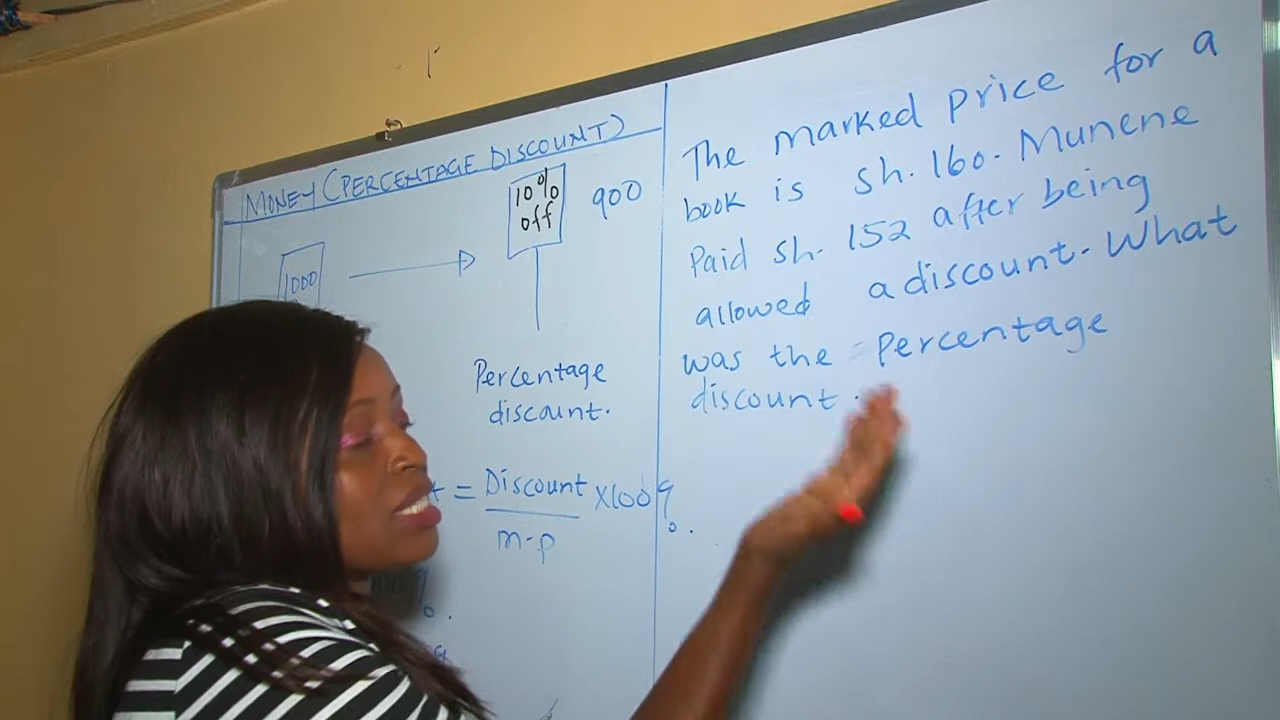 MONEY (PERCENTAGE DISCOUNT)
1000
10%
off
900
Percentage
discount.
= Discount x100%.
m.p
The marked price for a
book is sh. 160. Munene
Paid sh. 152 after being
allowed a discount. What
was the percentage
discount.